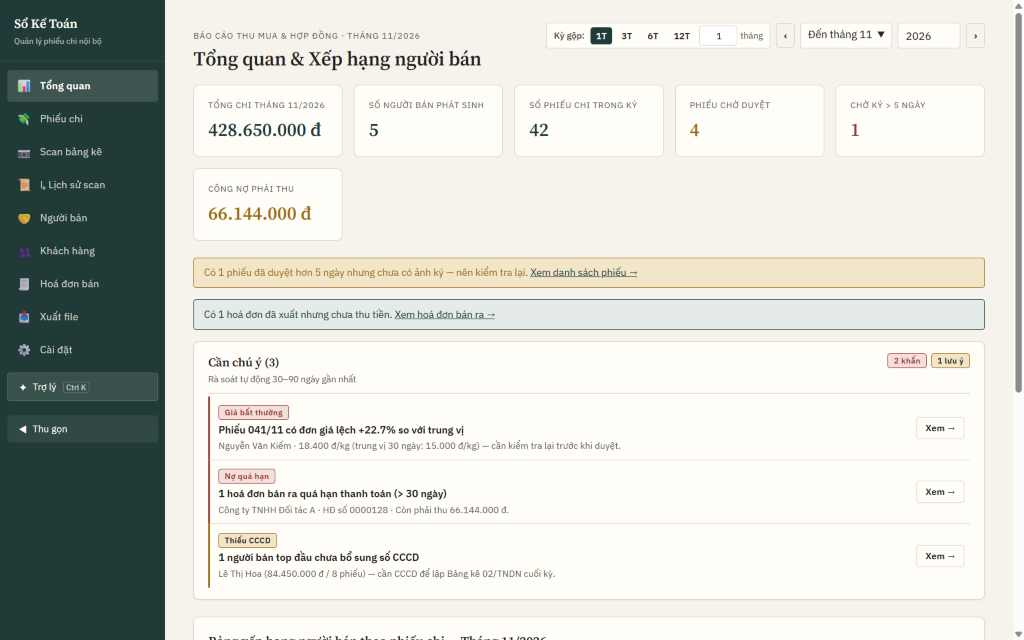 Sổ Kế Toán
Quản lý phiếu chi nội bộ
Tổng quan
Phiếu chi
Scan bảng kê
Ị, Lịch sử scan
Người bán
Khách hàng
Hoá đơn bán
Xuất file
Cài đặt
✦ Trợ lý Ctrl K
◀ Thu gọn
BÁO CÁO THU MUA & HỢP ĐỒNG · THÁNG 11/2026
Tổng quan & Xếp hạng người bán
Kỳ gộp: 1T 3T 6T 12T 1 tháng ‹ Đến tháng 11 ▼ 2026 ›
TỔNG CHI THÁNG 11/2026
428.650.000 đ
SỐ NGƯỜI BÁN PHÁT SINH
5
SỐ PHIẾU CHI TRONG KỲ
42
PHIẾU CHỜ DUYỆT
4
CHỜ KÝ > 5 NGÀY
1
CÔNG NỢ PHẢI THU
66.144.000 đ
Có 1 phiếu đã duyệt hơn 5 ngày nhưng chưa có ảnh ký — nên kiểm tra lại. Xem danh sách phiếu →
Có 1 hoá đơn đã xuất nhưng chưa thu tiền. Xem hoá đơn bán ra →
Cần chú ý (3)
2 khẩn 1 lưu ý
Rà soát tự động 30–90 ngày gần nhất
Giá bất thường
Phiếu 041/11 có đơn giá lệch +22.7% so với trung vị
Nguyễn Văn Kiếm · 18.400 đ/kg (trung vị 30 ngày: 15.000 đ/kg) — cần kiểm tra lại trước khi duyệt.
Xem →
Nợ quá hạn
1 hoá đơn bán ra quá hạn thanh toán (> 30 ngày)
Công ty TNHH Đối tác A · HĐ số 0000128 · Còn phải thu 66.144.000 đ.
Xem →
Thiếu CCCD
1 người bán top đầu chưa bổ sung số CCCD
Lê Thị Hoa (84.450.000 đ / 8 phiếu) — cần CCCD để lập Bảng kê 02/TNDN cuối kỳ.
Xem →
Bảng xếp hạng người bán theo phiếu chi — Tháng 11/2026